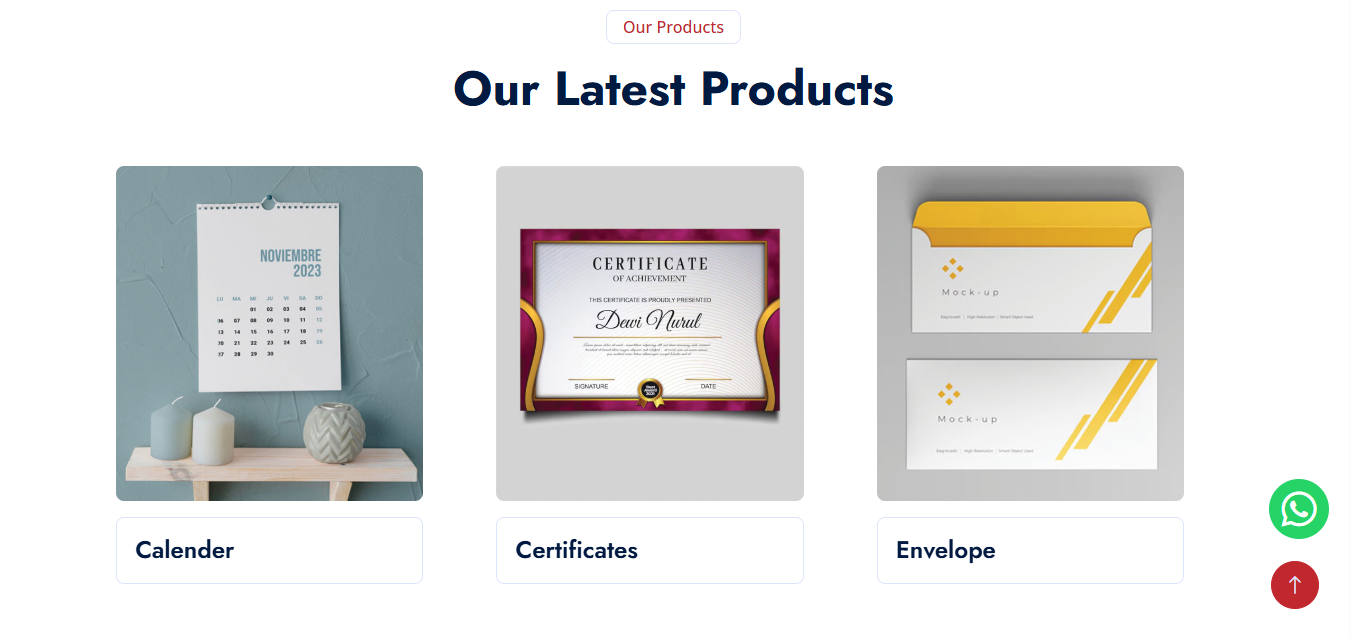 Our Products
Our Latest Products
NOVIEMBRE
2023
LU MA MI JU VI SA DO
01 02 03 04 05
06 07 08 09 10 11 12
13 14 15 16 17 18 19
20 21 22 23 24 25 26
27 28 29 30
CERTIFICATE
OF ACHIEVEMENT
THIS CERTIFICATE IS PROUDLY PRESENTED
Dewi Nurul
SIGNATURE
DATE
Mock-up
Mock-up
Calender
Certificates
Envelope